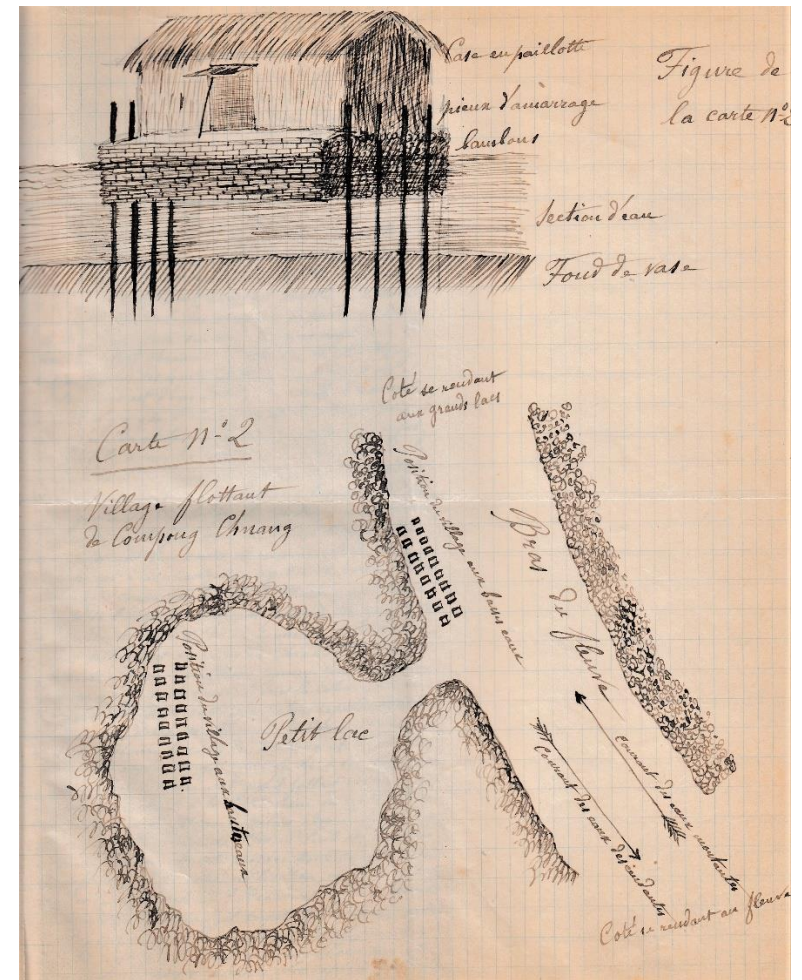 Case en paillotte
Figure de
la carte N° 2
pieux d'amarrage
bambous
Section d'eau
Fond de vase
Coté se rendant
aux grands lacs
Carte N° 2
Village flottant
de Compong Chnang
Position du village aux basses eaux
Bras du fleuve
Position du village aux hautes eaux
Petit lac
courant des eaux montantes
Courant des eaux descendantes
Coté se rendant au fleuve